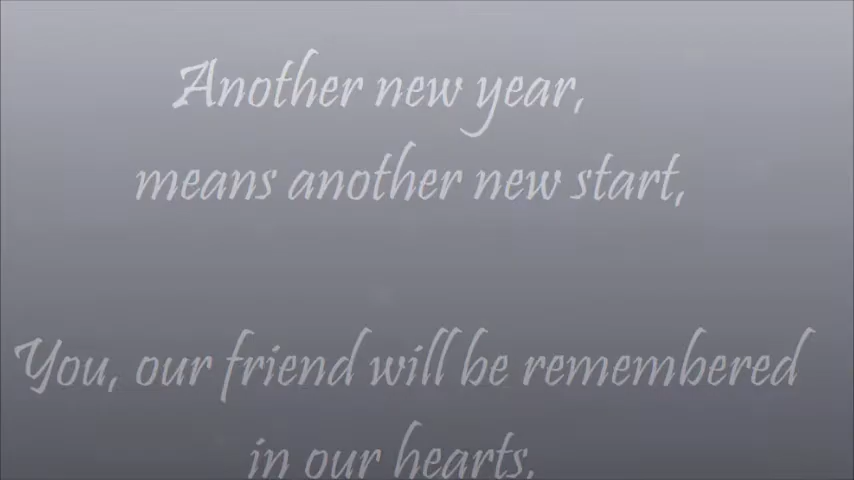 Another new year,
means another new start,
You, our friend will be remembered
in our hearts.